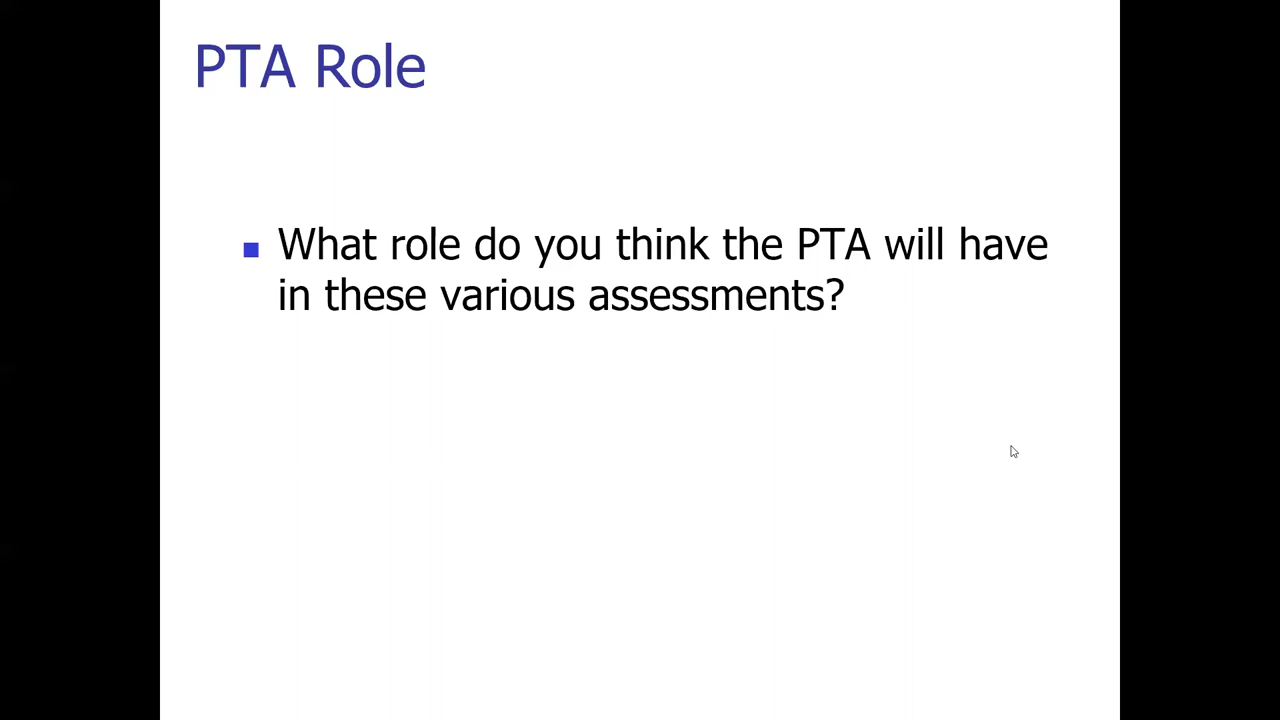 PTA Role
What role do you think the PTA will have
in these various assessments?